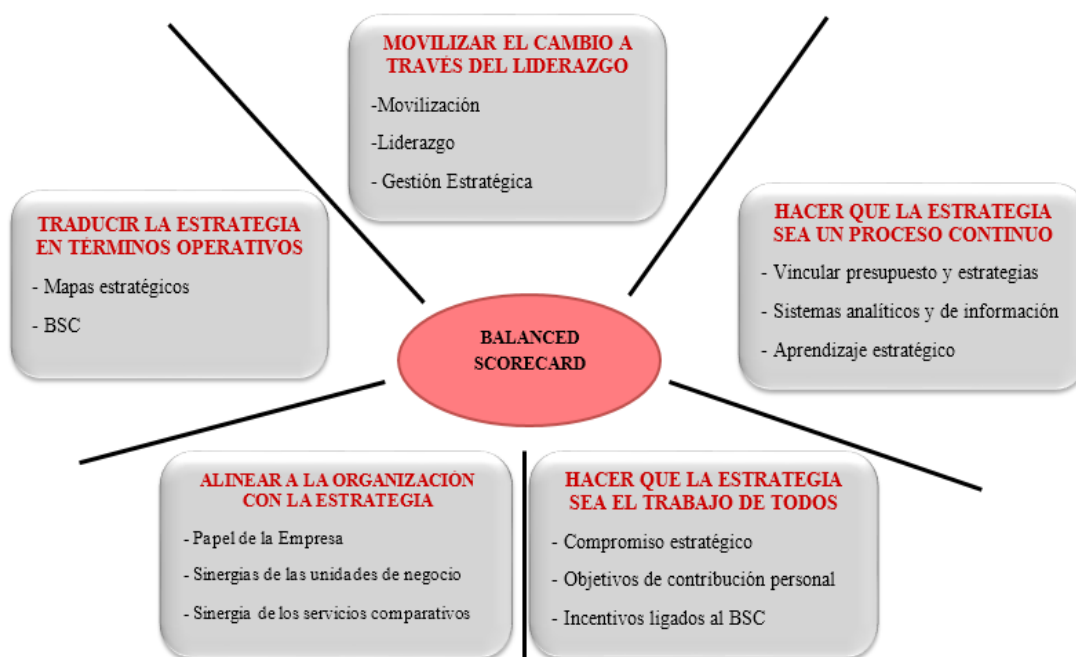 MOVILIZAR EL CAMBIO A
TRAVÉS DEL LIDERAZGO
-Movilización
-Liderazgo
- Gestión Estratégica
TRADUCIR LA ESTRATEGIA
EN TÉRMINOS OPERATIVOS
- Mapas estratégicos
- BSC
HACER QUE LA ESTRATEGIA
SEA UN PROCESO CONTINUO
- Vincular presupuesto y estrategias
- Sistemas analíticos y de información
- Aprendizaje estratégico
BALANCED
SCORECARD
ALINEAR A LA ORGANIZACIÓN
CON LA ESTRATEGIA
- Papel de la Empresa
- Sinergias de las unidades de negocio
- Sinergia de los servicios comparativos
HACER QUE LA ESTRATEGIA
SEA EL TRABAJO DE TODOS
- Compromiso estratégico
- Objetivos de contribución personal
- Incentivos ligados al BSC